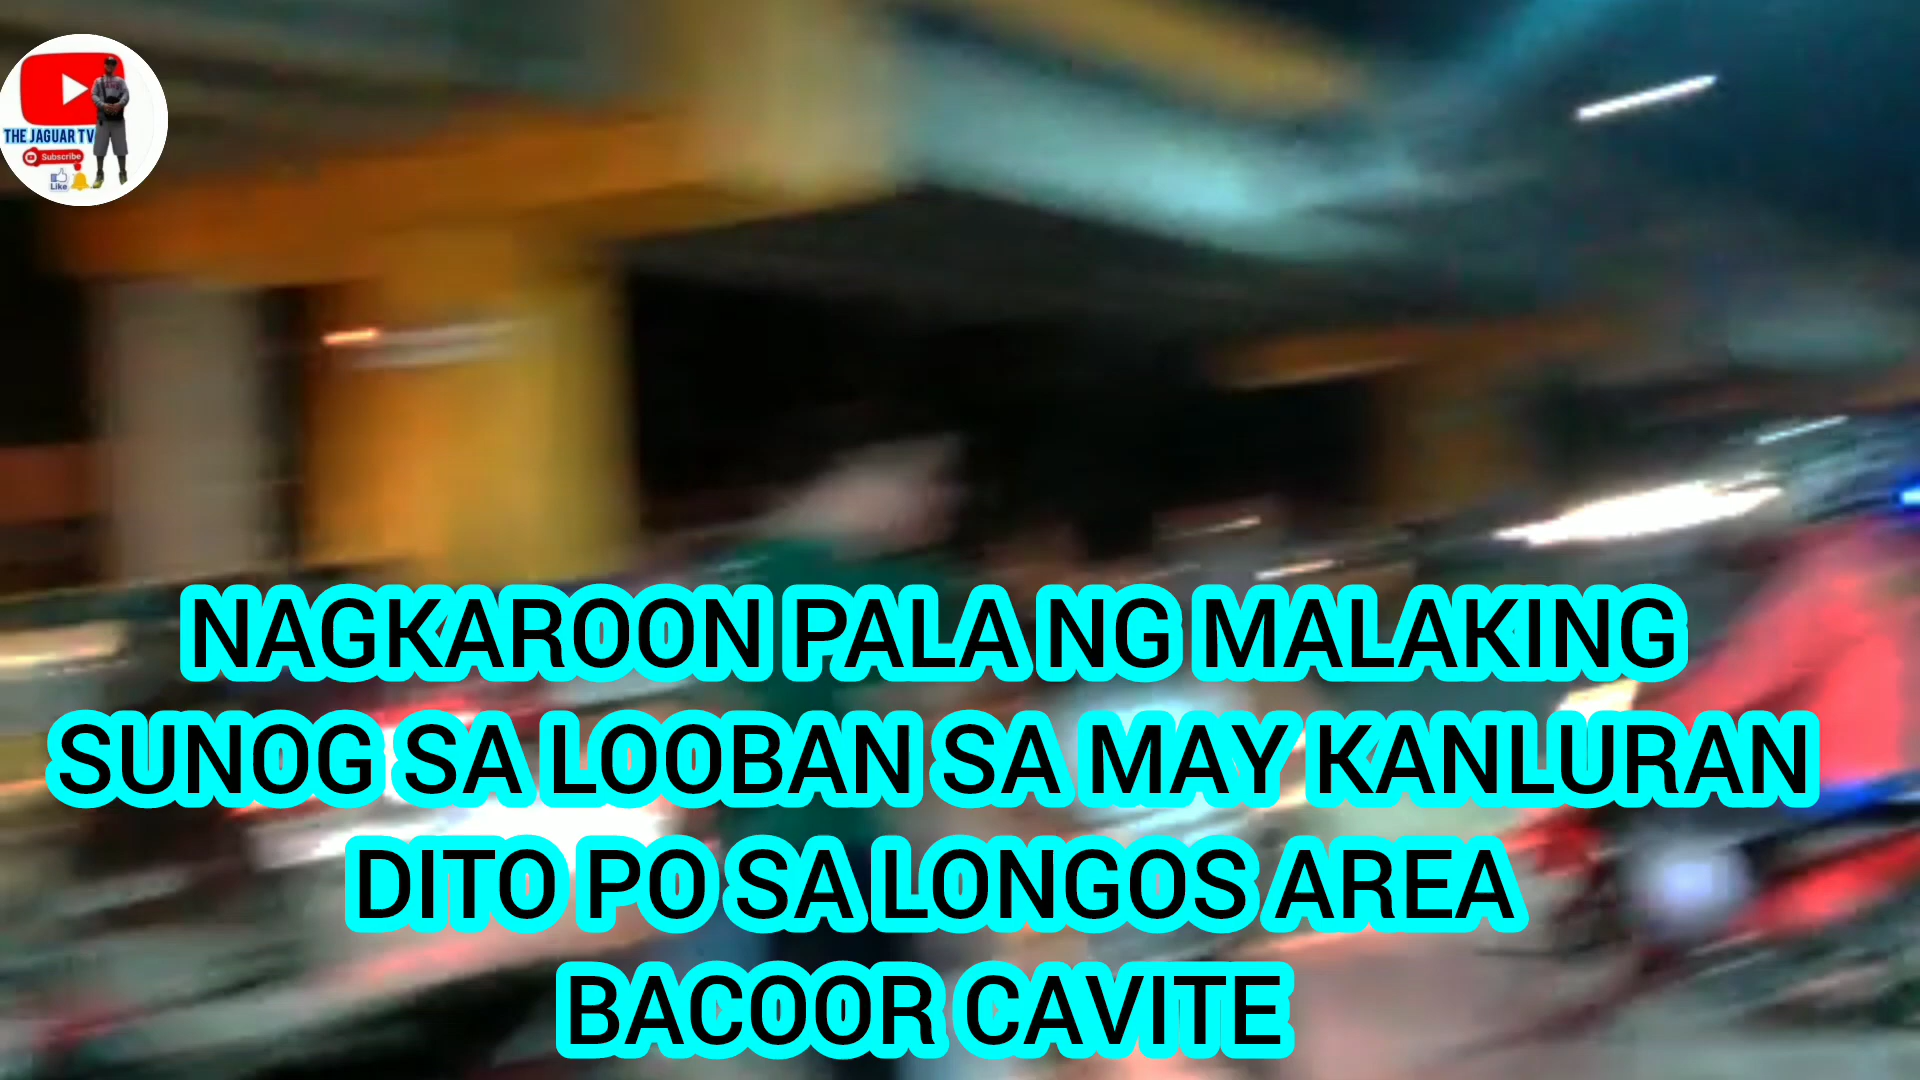 THE JAGUAR TV
Subscribe
Like
NAGKAROON PALA NG MALAKING
SUNOG SA LOOBAN SA MAY KANLURAN
DITO PO SA LONGOS AREA
BACOOR CAVITE